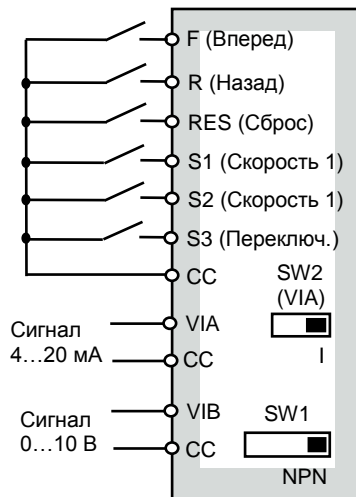 F (Вперед)
R (Назад)
RES (Сброс)
S1 (Скорость 1)
S2 (Скорость 1)
S3 (Переключ.)
CC
SW2
(VIA)
I
Сигнал
4...20 мА
VIA
CC
Сигнал
0...10 В
VIB
CC
SW1
NPN